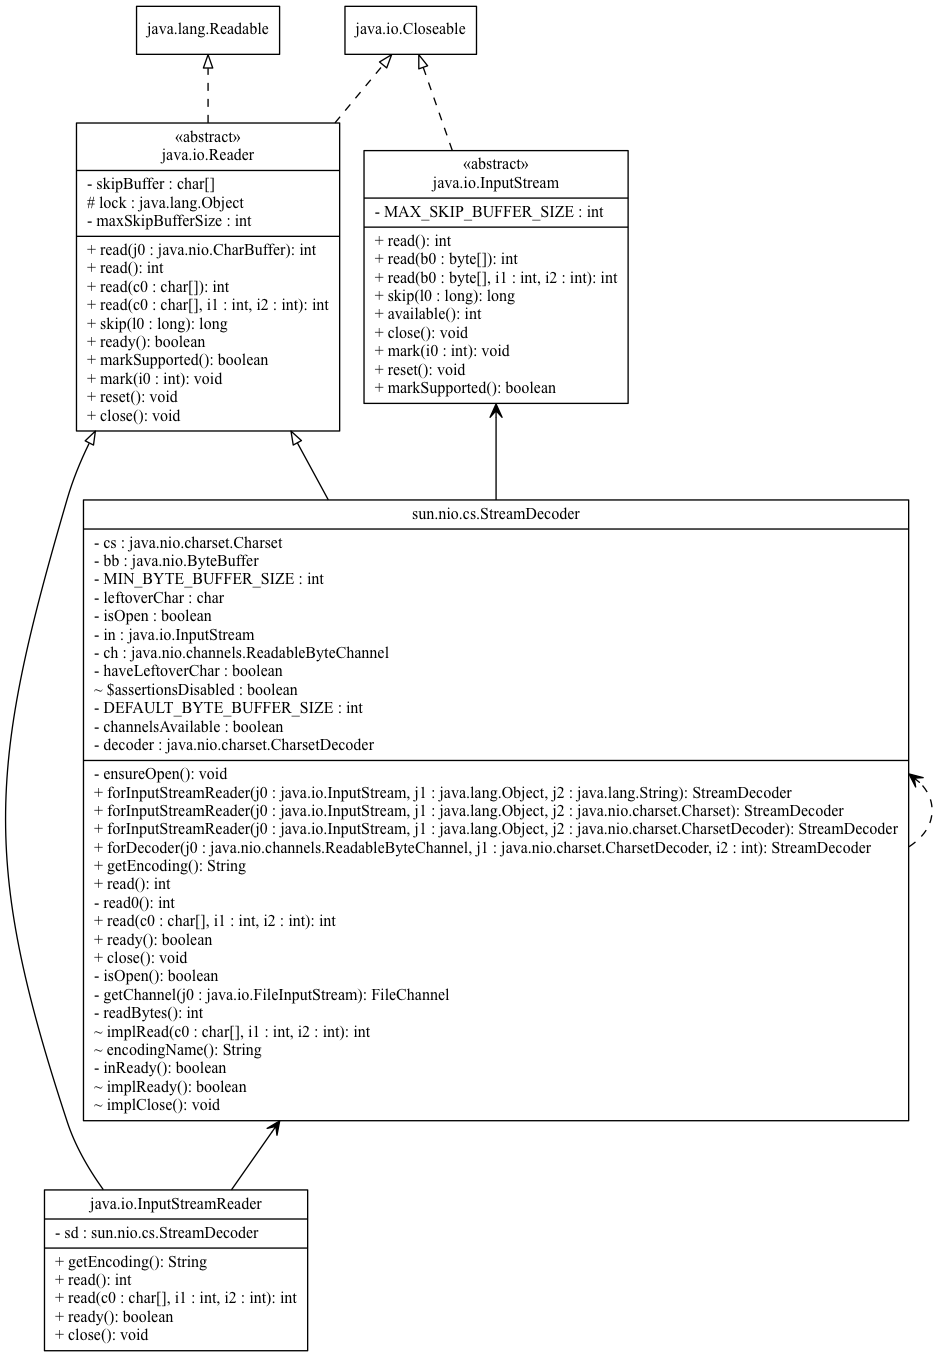 java.lang.Readable
java.io.Closeable
«abstract»
java.io.Reader
- skipBuffer : char[]
# lock : java.lang.Object
- maxSkipBufferSize : int
+ read(j0 : java.nio.CharBuffer): int
+ read(): int
+ read(c0 : char[]): int
+ read(c0 : char[], i1 : int, i2 : int): int
+ skip(l0 : long): long
+ ready(): boolean
+ markSupported(): boolean
+ mark(i0 : int): void
+ reset(): void
+ close(): void
«abstract»
java.io.InputStream
- MAX_SKIP_BUFFER_SIZE : int
+ read(): int
+ read(b0 : byte[]): int
+ read(b0 : byte[], i1 : int, i2 : int): int
+ skip(l0 : long): long
+ available(): int
+ close(): void
+ mark(i0 : int): void
+ reset(): void
+ markSupported(): boolean
sun.nio.cs.StreamDecoder
- cs : java.nio.charset.Charset
- bb : java.nio.ByteBuffer
- MIN_BYTE_BUFFER_SIZE : int
- leftoverChar : char
- isOpen : boolean
- in : java.io.InputStream
- ch : java.nio.channels.ReadableByteChannel
- haveLeftoverChar : boolean
~ $assertionsDisabled : boolean
- DEFAULT_BYTE_BUFFER_SIZE : int
- channelsAvailable : boolean
- decoder : java.nio.charset.CharsetDecoder
- ensureOpen(): void
+ forInputStreamReader(j0 : java.io.InputStream, j1 : java.lang.Object, j2 : java.lang.String): StreamDecoder
+ forInputStreamReader(j0 : java.io.InputStream, j1 : java.lang.Object, j2 : java.nio.charset.Charset): StreamDecoder
+ forInputStreamReader(j0 : java.io.InputStream, j1 : java.lang.Object, j2 : java.nio.charset.CharsetDecoder): StreamDecoder
+ forDecoder(j0 : java.nio.channels.ReadableByteChannel, j1 : java.nio.charset.CharsetDecoder, i2 : int): StreamDecoder
+ getEncoding(): String
+ read(): int
- read0(): int
+ read(c0 : char[], i1 : int, i2 : int): int
+ ready(): boolean
+ close(): void
- isOpen(): boolean
- getChannel(j0 : java.io.FileInputStream): FileChannel
- readBytes(): int
~ implRead(c0 : char[], i1 : int, i2 : int): int
~ encodingName(): String
- inReady(): boolean
~ implReady(): boolean
~ implClose(): void
java.io.InputStreamReader
- sd : sun.nio.cs.StreamDecoder
+ getEncoding(): String
+ read(): int
+ read(c0 : char[], i1 : int, i2 : int): int
+ ready(): boolean
+ close(): void